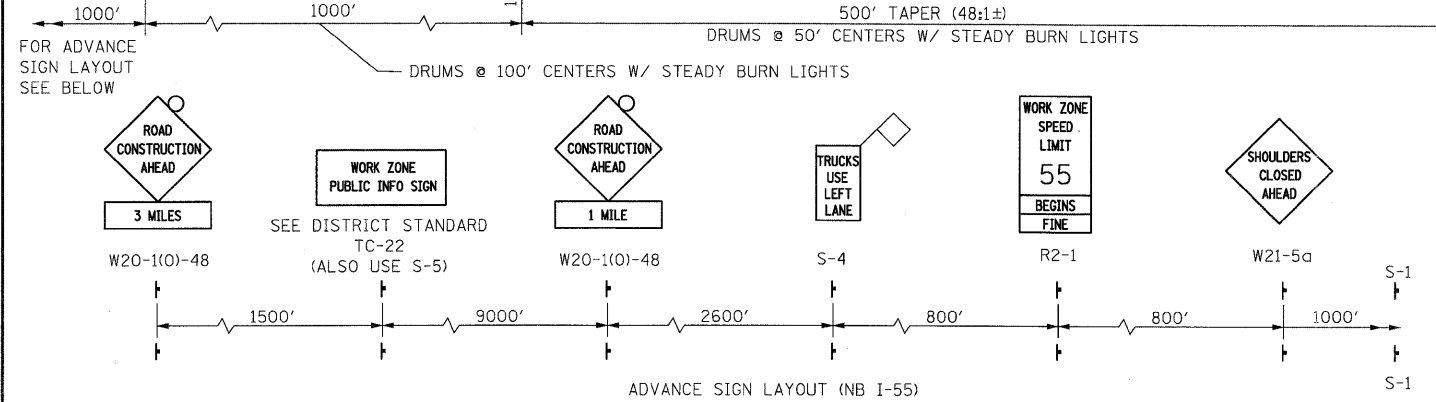 1000'
1000'
1
500' TAPER (48:1±)
DRUMS @ 50' CENTERS W/ STEADY BURN LIGHTS
FOR ADVANCE
SIGN LAYOUT
SEE BELOW
DRUMS @ 100' CENTERS W/ STEADY BURN LIGHTS
ROAD
CONSTRUCTION
AHEAD
3 MILES
W20-1(O)-48
WORK ZONE
PUBLIC INFO SIGN
SEE DISTRICT STANDARD
TC-22
(ALSO USE S-5)
ROAD
CONSTRUCTION
AHEAD
1 MILE
W20-1(O)-48
TRUCKS
USE
LEFT
LANE
S-4
WORK ZONE
SPEED
LIMIT
55
BEGINS
FINE
R2-1
SHOULDERS
CLOSED
AHEAD
W21-5a
S-1
1500'
9000'
2600'
800'
800'
1000'
S-1
ADVANCE SIGN LAYOUT (NB I-55)